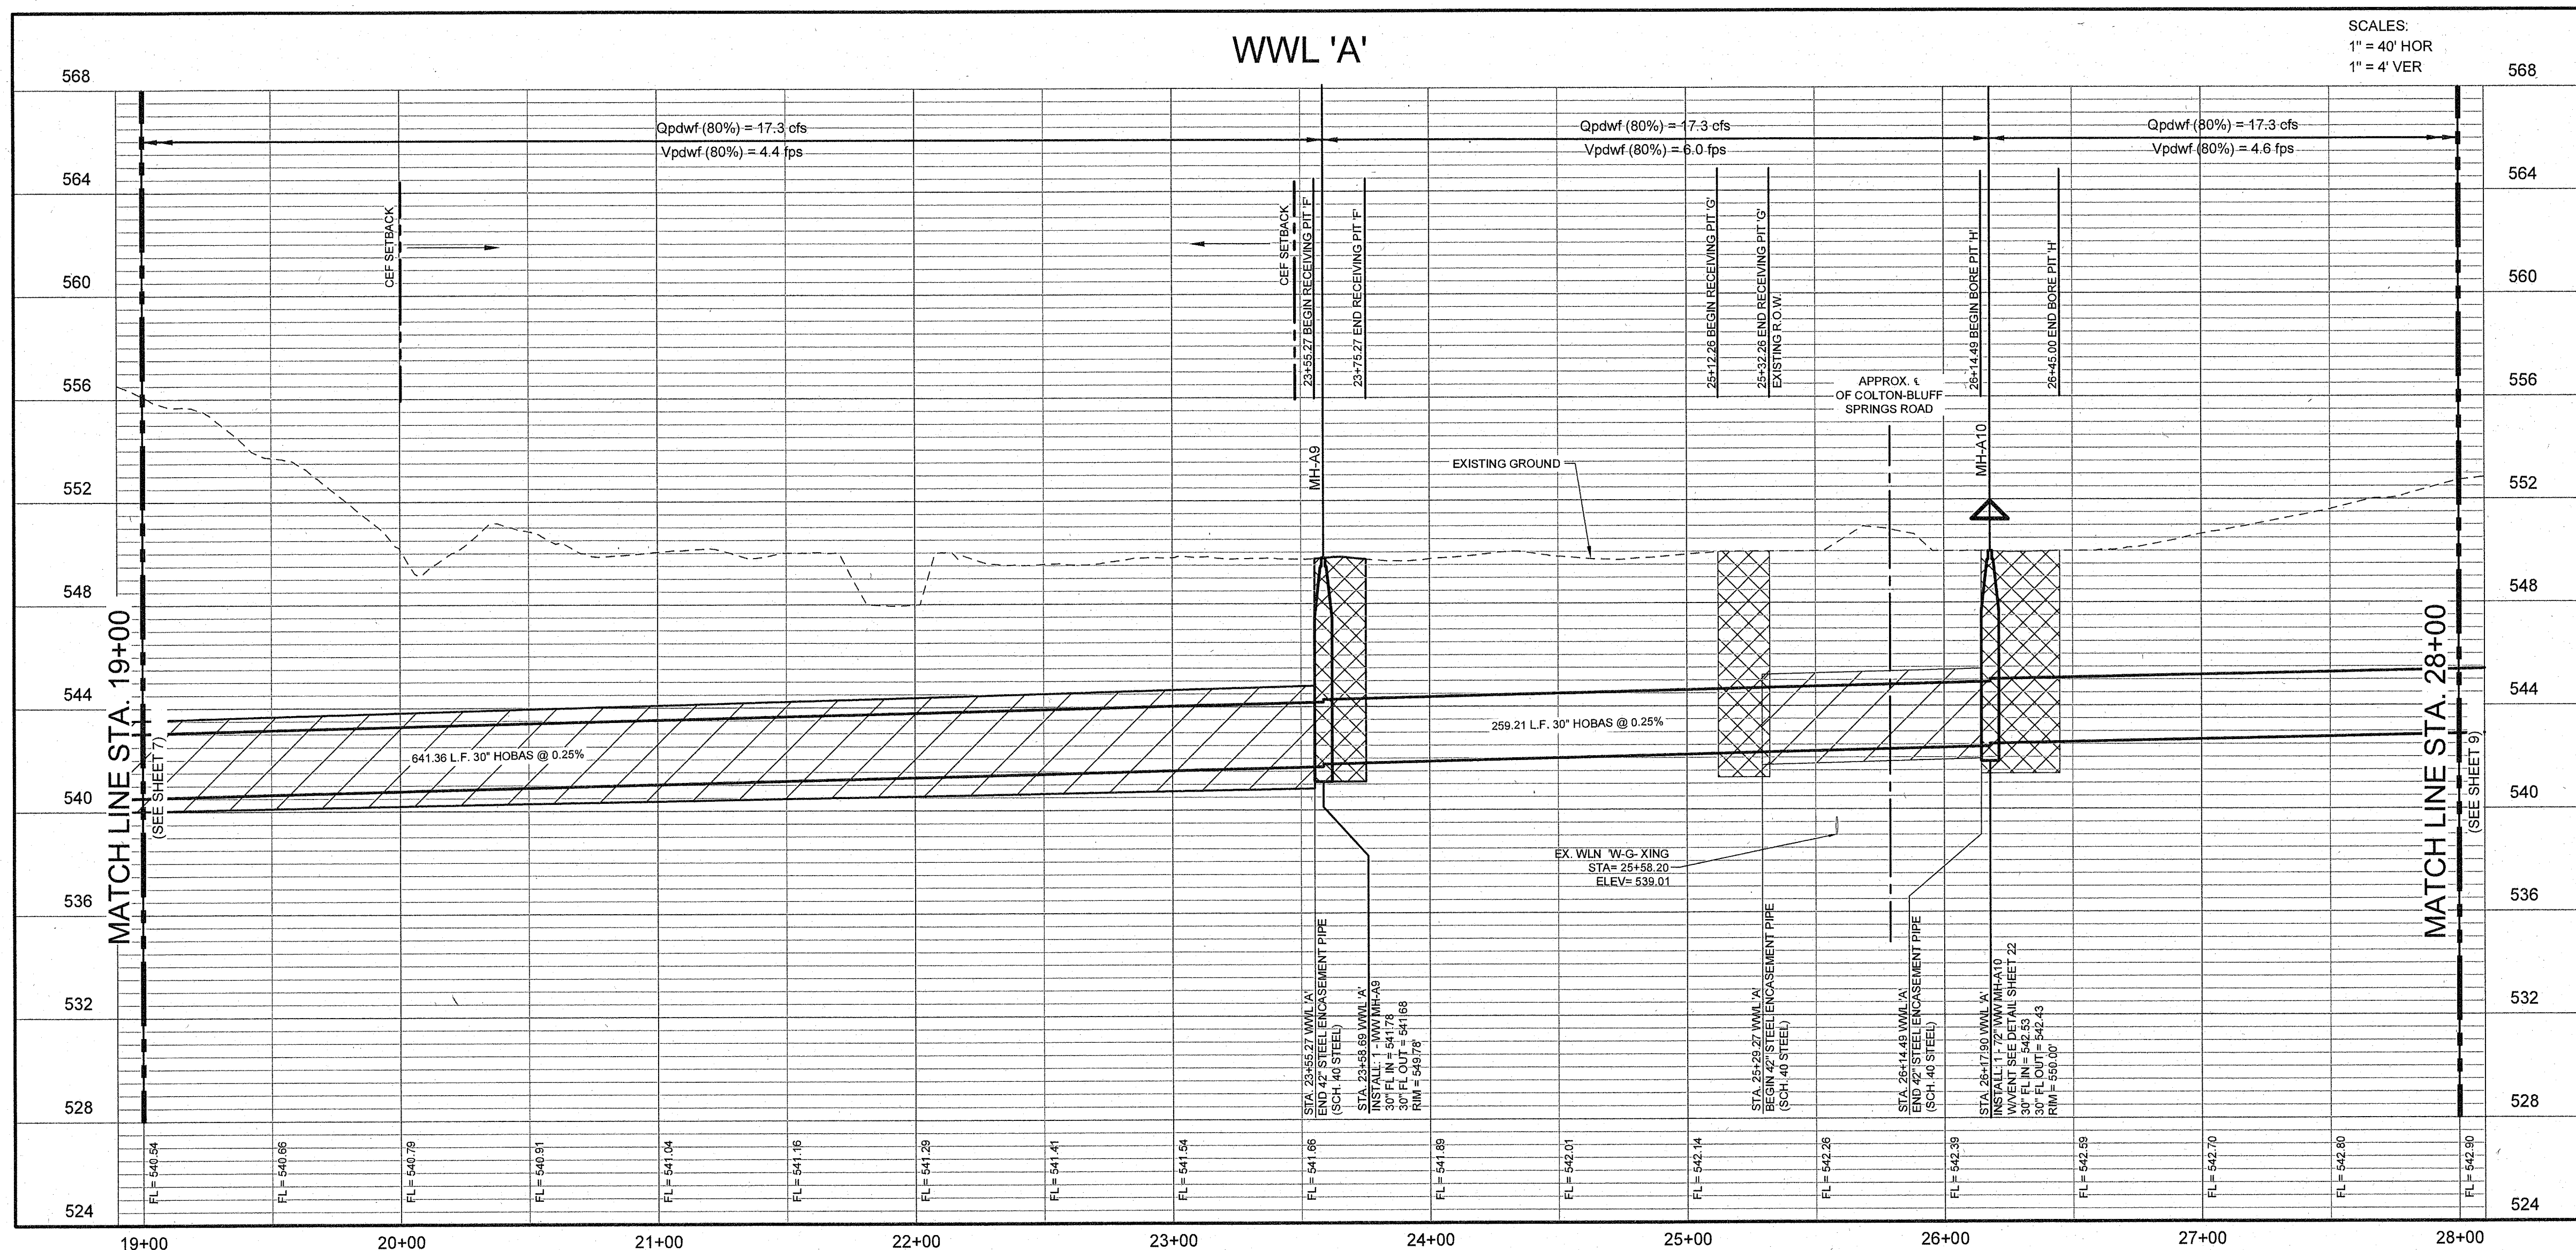 WWL 'A'
SCALES:
1" = 40' HOR
1" = 4' VER
568
568
Qpdwf (80%) = 17.3 cfs
Vpdwf (80%) = 4.4 fps
Qpdwf (80%) = 17.3 cfs
Vpdwf (80%) = 6.0 fps
Qpdwf (80%) = 17.3 cfs
Vpdwf (80%) = 4.6 fps
564
564
CEF SETBACK
CEF SETBACK
23+55.27 BEGIN RECEIVING PIT 'F'
23+75.27 END RECEIVING PIT 'F'
25+12.26 BEGIN RECEIVING PIT 'G'
25+32.26 END RECEIVING PIT 'G'
EXISTING R.O.W.
26+14.49 BEGIN BORE PIT 'H'
26+45.00 END BORE PIT 'H'
560
560
556
556
APPROX. ℄
OF COLTON-BLUFF
SPRINGS ROAD
MH-A9
MH-A10
EXISTING GROUND
552
552
548
548
MATCH LINE STA. 19+00
(SEE SHEET 7)
MATCH LINE STA. 28+00
(SEE SHEET 9)
544
544
641.36 L.F. 30" HOBAS @ 0.25%
259.21 L.F. 30" HOBAS @ 0.25%
540
540
EX. WLN 'W-G- XING
STA= 25+58.20
ELEV= 539.01
536
536
STA. 23+55.27 WWL 'A'
END 42" STEEL ENCASEMENT PIPE
(SCH. 40 STEEL)
STA. 23+58.69 WWL 'A'
INSTALL: 1 - WW MH-A9
30" FL IN = 541.78
30" FL OUT = 541.68
RIM = 549.78'
STA. 25+29.27 WWL 'A'
BEGIN 42" STEEL ENCASEMENT PIPE
(SCH. 40 STEEL)
STA. 26+14.49 WWL 'A'
END 42" STEEL ENCASEMENT PIPE
(SCH. 40 STEEL)
STA. 26+17.90 WWL 'A'
INSTALL: 1 - 72" WW MH-A10
W/VENT SEE DETAIL SHEET 22
30" FL IN = 542.53
30" FL OUT = 542.43
RIM = 550.00'
532
532
528
528
FL = 540.54
FL = 540.66
FL = 540.79
FL = 540.91
FL = 541.04
FL = 541.16
FL = 541.29
FL = 541.41
FL = 541.54
FL = 541.66
FL = 541.89
FL = 542.01
FL = 542.14
FL = 542.26
FL = 542.39
FL = 542.59
FL = 542.70
FL = 542.80
FL = 542.90
524
524
19+00
20+00
21+00
22+00
23+00
24+00
25+00
26+00
27+00
28+00